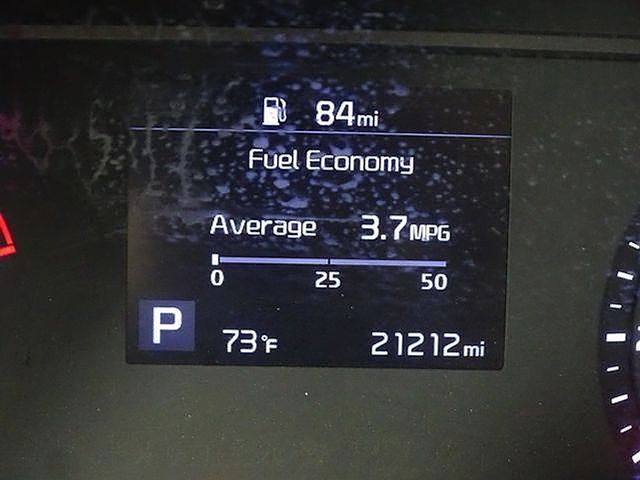 84mi
Fuel Economy
Average 3.7MPG
0 25 50
P 73°F 21212mi